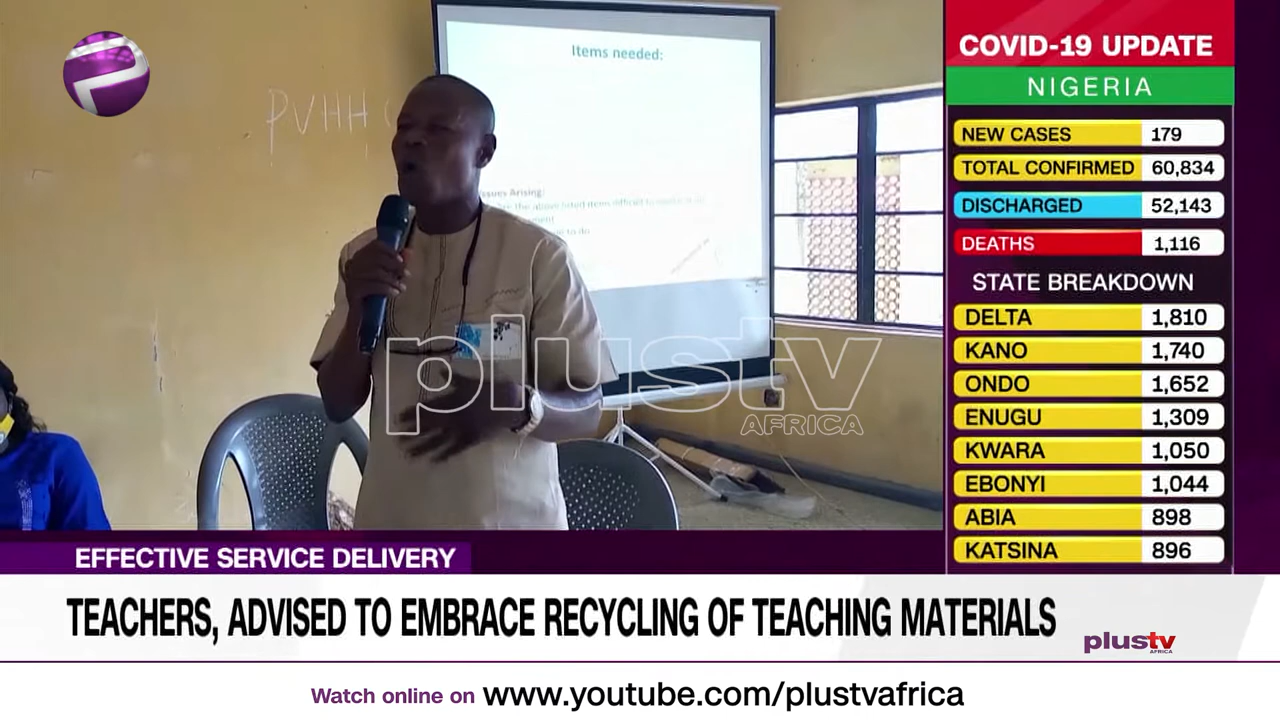 Items needed:
PVHH
Issues Arising:
plustv
AFRICA
COVID-19 UPDATE
NIGERIA
NEW CASES 179
TOTAL CONFIRMED 60,834
DISCHARGED 52,143
DEATHS 1,116
STATE BREAKDOWN
DELTA 1,810
KANO 1,740
ONDO 1,652
ENUGU 1,309
KWARA 1,050
EBONYI 1,044
ABIA 898
KATSINA 896
EFFECTIVE SERVICE DELIVERY
TEACHERS, ADVISED TO EMBRACE RECYCLING OF TEACHING MATERIALS
plustv
AFRICA
Watch online on www.youtube.com/plustvafrica